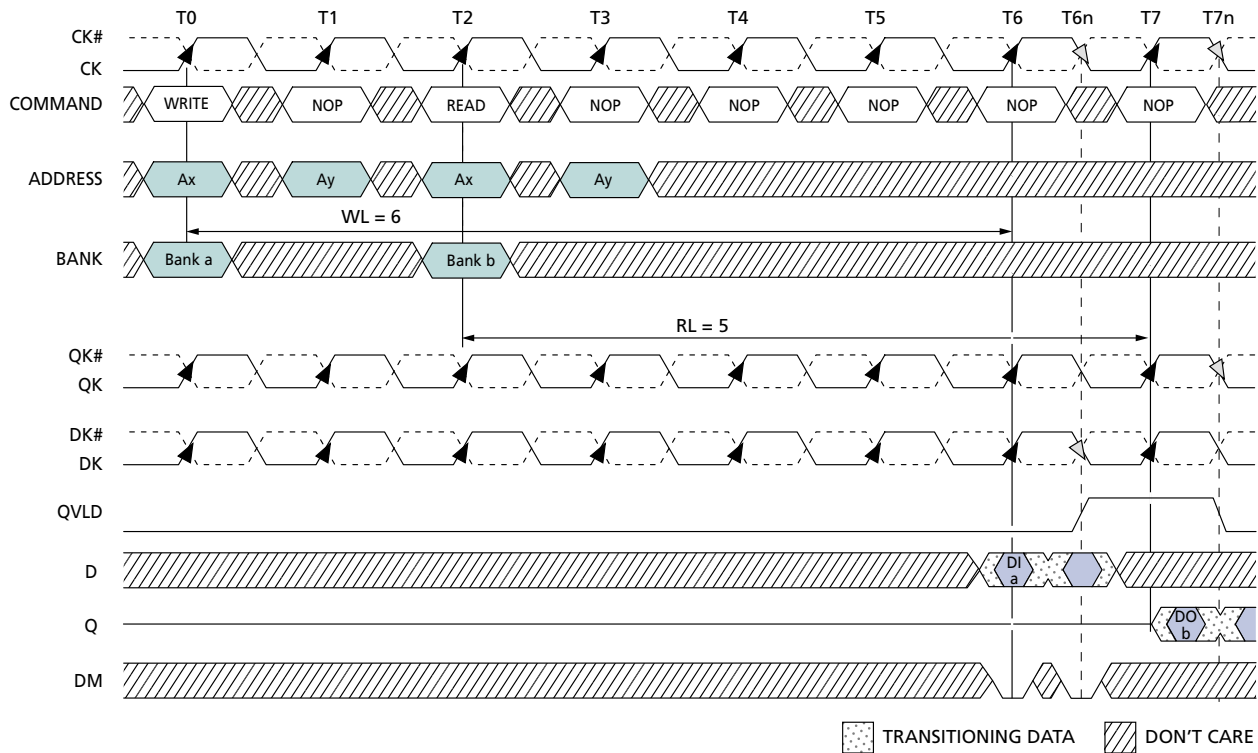 T0 T1 T2 T3 T4 T5 T6 T6n T7 T7n
CK#
CK
COMMAND WRITE NOP READ NOP NOP NOP NOP NOP
ADDRESS Ax Ay Ax Ay
WL = 6
BANK Bank a Bank b
RL = 5
QK#
QK
DK#
DK
QVLD
D DI a
Q DO b
DM
TRANSITIONING DATA DON'T CARE